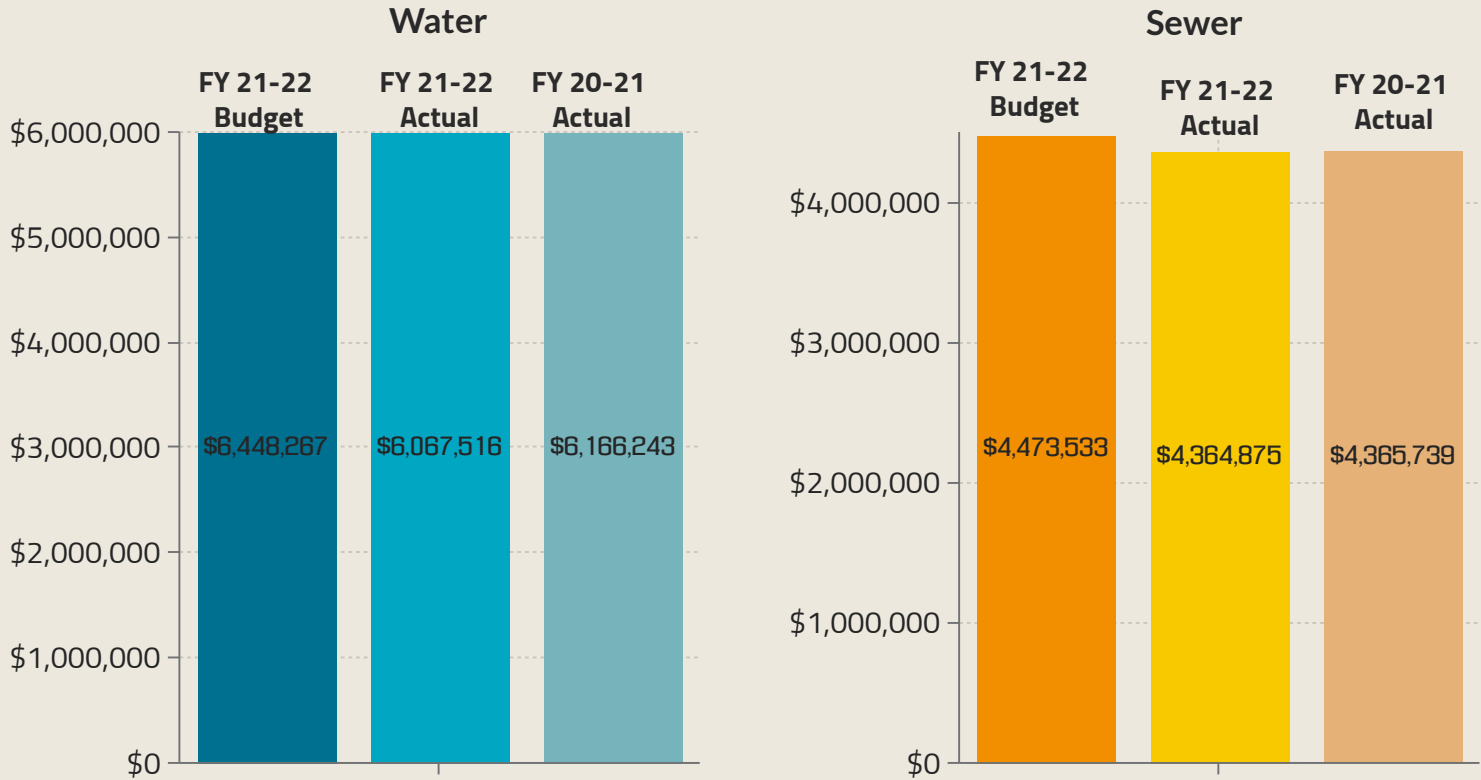 Water
FY 21-22
Budget
FY 21-22
Actual
FY 20-21
Actual
$6,000,000
$5,000,000
$4,000,000
$3,000,000
$2,000,000
$1,000,000
$0
$6,448,267
$6,067,516
$6,166,243
Sewer
FY 21-22
Budget
FY 21-22
Actual
FY 20-21
Actual
$4,000,000
$3,000,000
$2,000,000
$1,000,000
$0
$4,473,533
$4,364,875
$4,365,739